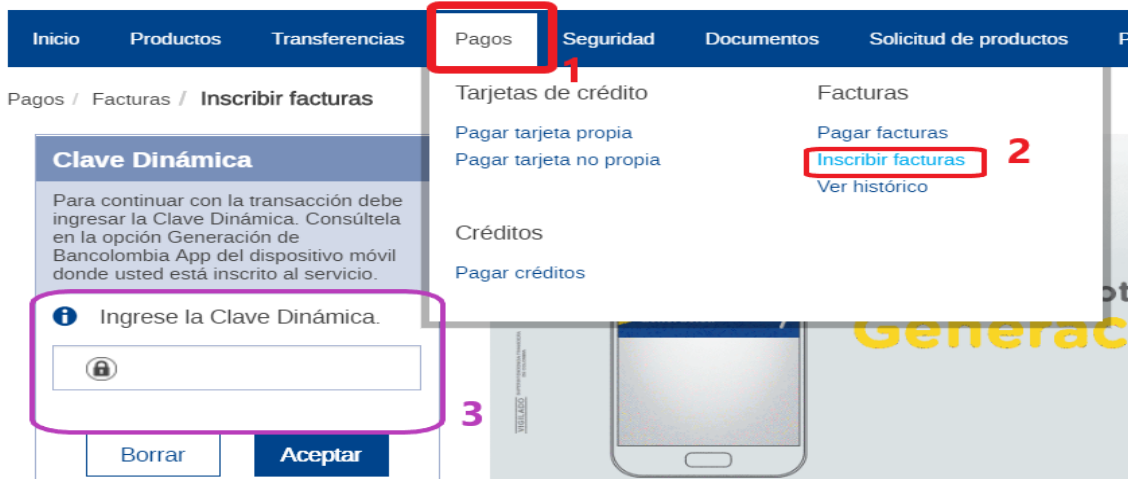 Inicio Productos Transferencias Pagos Seguridad Documentos Solicitud de productos P
1
Pagos / Facturas / Inscribir facturas
Tarjetas de crédito
Pagar tarjeta propia
Pagar tarjeta no propia
Facturas
Pagar facturas
Inscribir facturas
2
Ver histórico
Créditos
Pagar créditos
Clave Dinámica
Para continuar con la transacción debe
ingresar la Clave Dinámica. Consúltela
en la opción Generación de
Bancolombia App del dispositivo móvil
donde usted está inscrito al servicio.
Ingrese la Clave Dinámica.
3
Borrar Aceptar
VIGILADO
ot
Generac